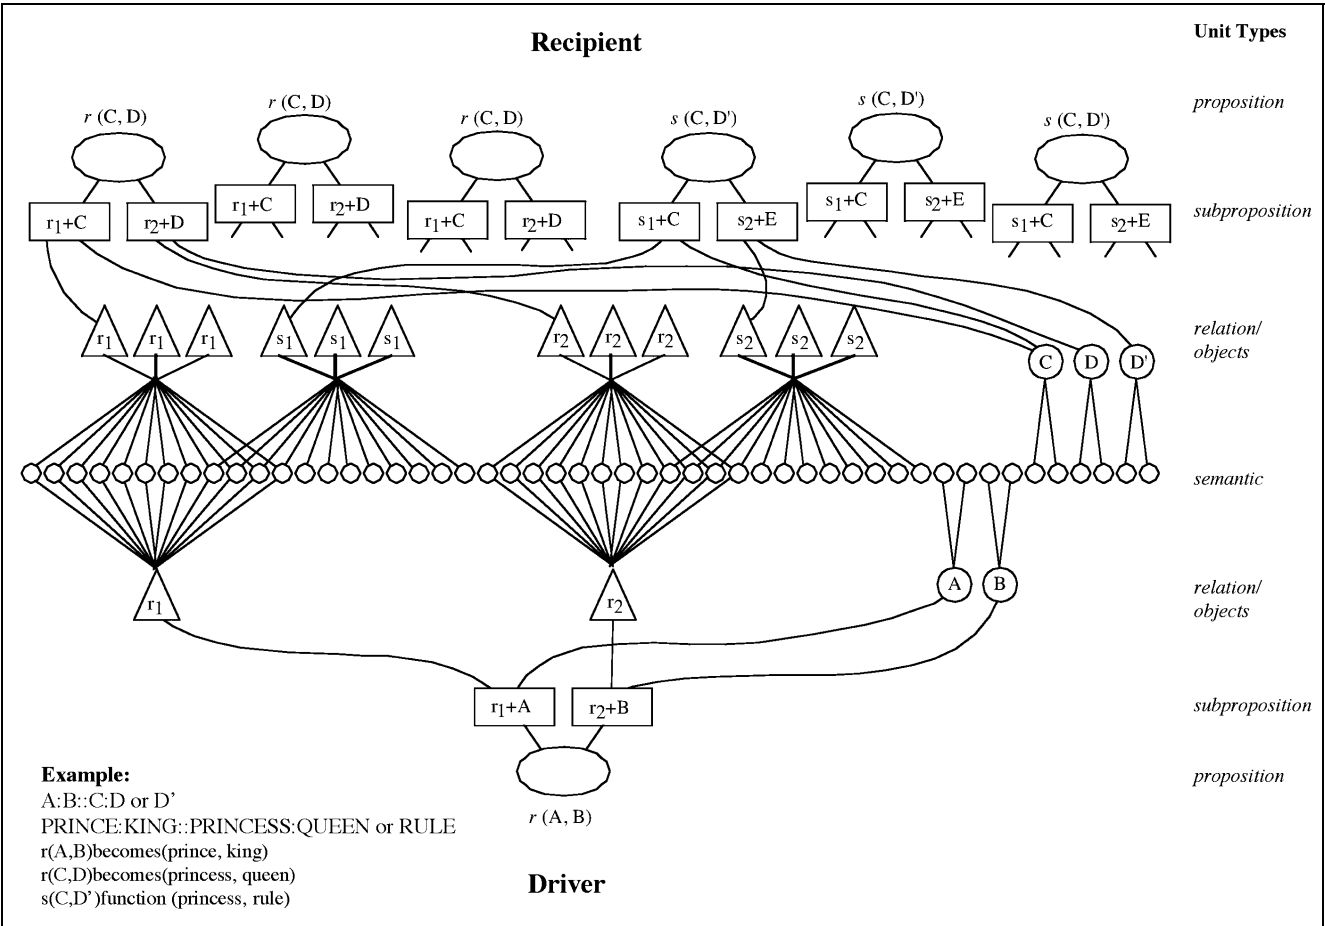 Recipient
Unit Types
r (C, D)
r (C, D)
r (C, D)
s (C, D')
s (C, D')
s (C, D')
proposition
r1+C
r2+D
r1+C
r2+D
r1+C
r2+D
s1+C
s2+E
s1+C
s2+E
s1+C
s2+E
subproposition
r1
r1
r1
s1
s1
s1
r2
r2
r2
s2
s2
s2
C
D
D'
relation/
objects
semantic
r1
r2
A
B
relation/
objects
r1+A
r2+B
subproposition
proposition
r (A, B)
Driver
Example:
A:B::C:D or D’
PRINCE:KING::PRINCESS:QUEEN or RULE
r(A,B)becomes(prince, king)
r(C,D)becomes(princess, queen)
s(C,D’)function (princess, rule)